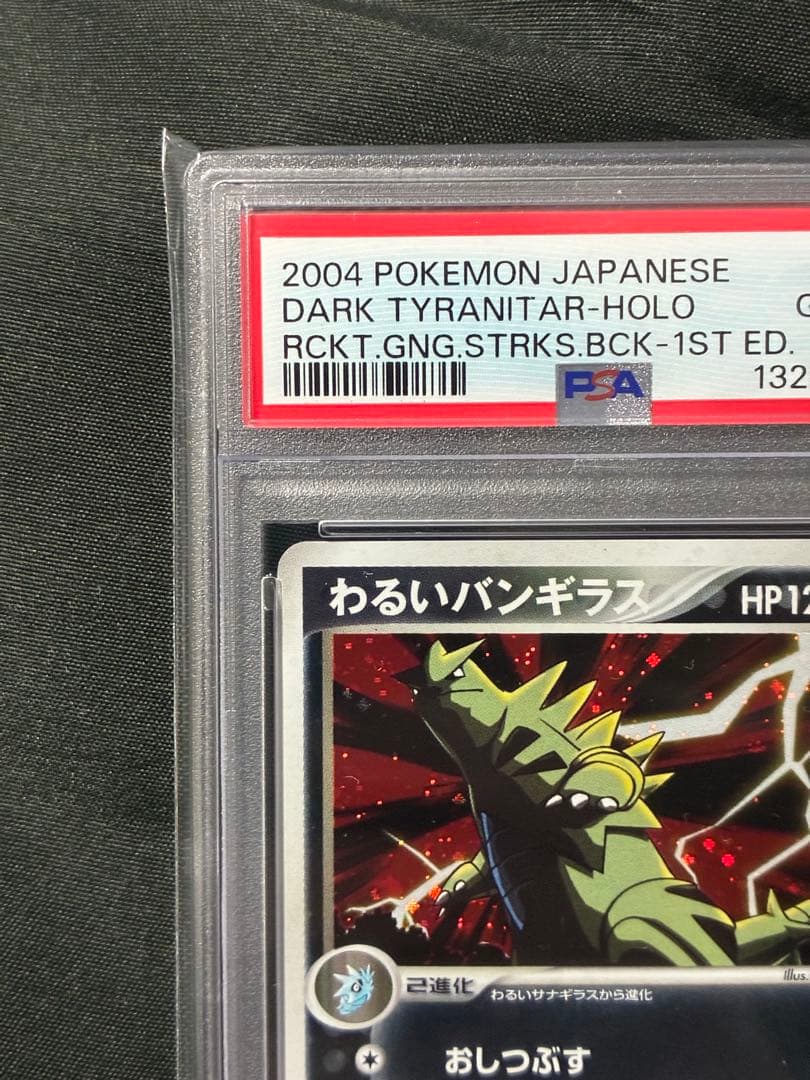 2004 POKEMON JAPANESE
DARK TYRANITAR-HOLO G
RCKT.GNG.STRKS.BCK-1ST ED.
PSA 132
わるいバンギラス HP12
Illus.
2進化 わるいサナギラスから進化
おしつぶす